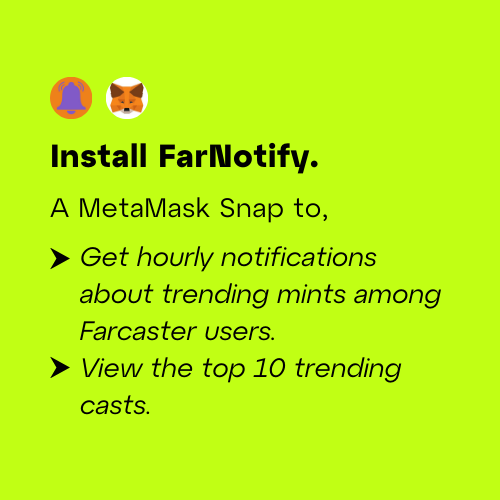 Install FarNotify.
A MetaMask Snap to,
➤ Get hourly notifications
about trending mints among
Farcaster users.
➤ View the top 10 trending
casts.